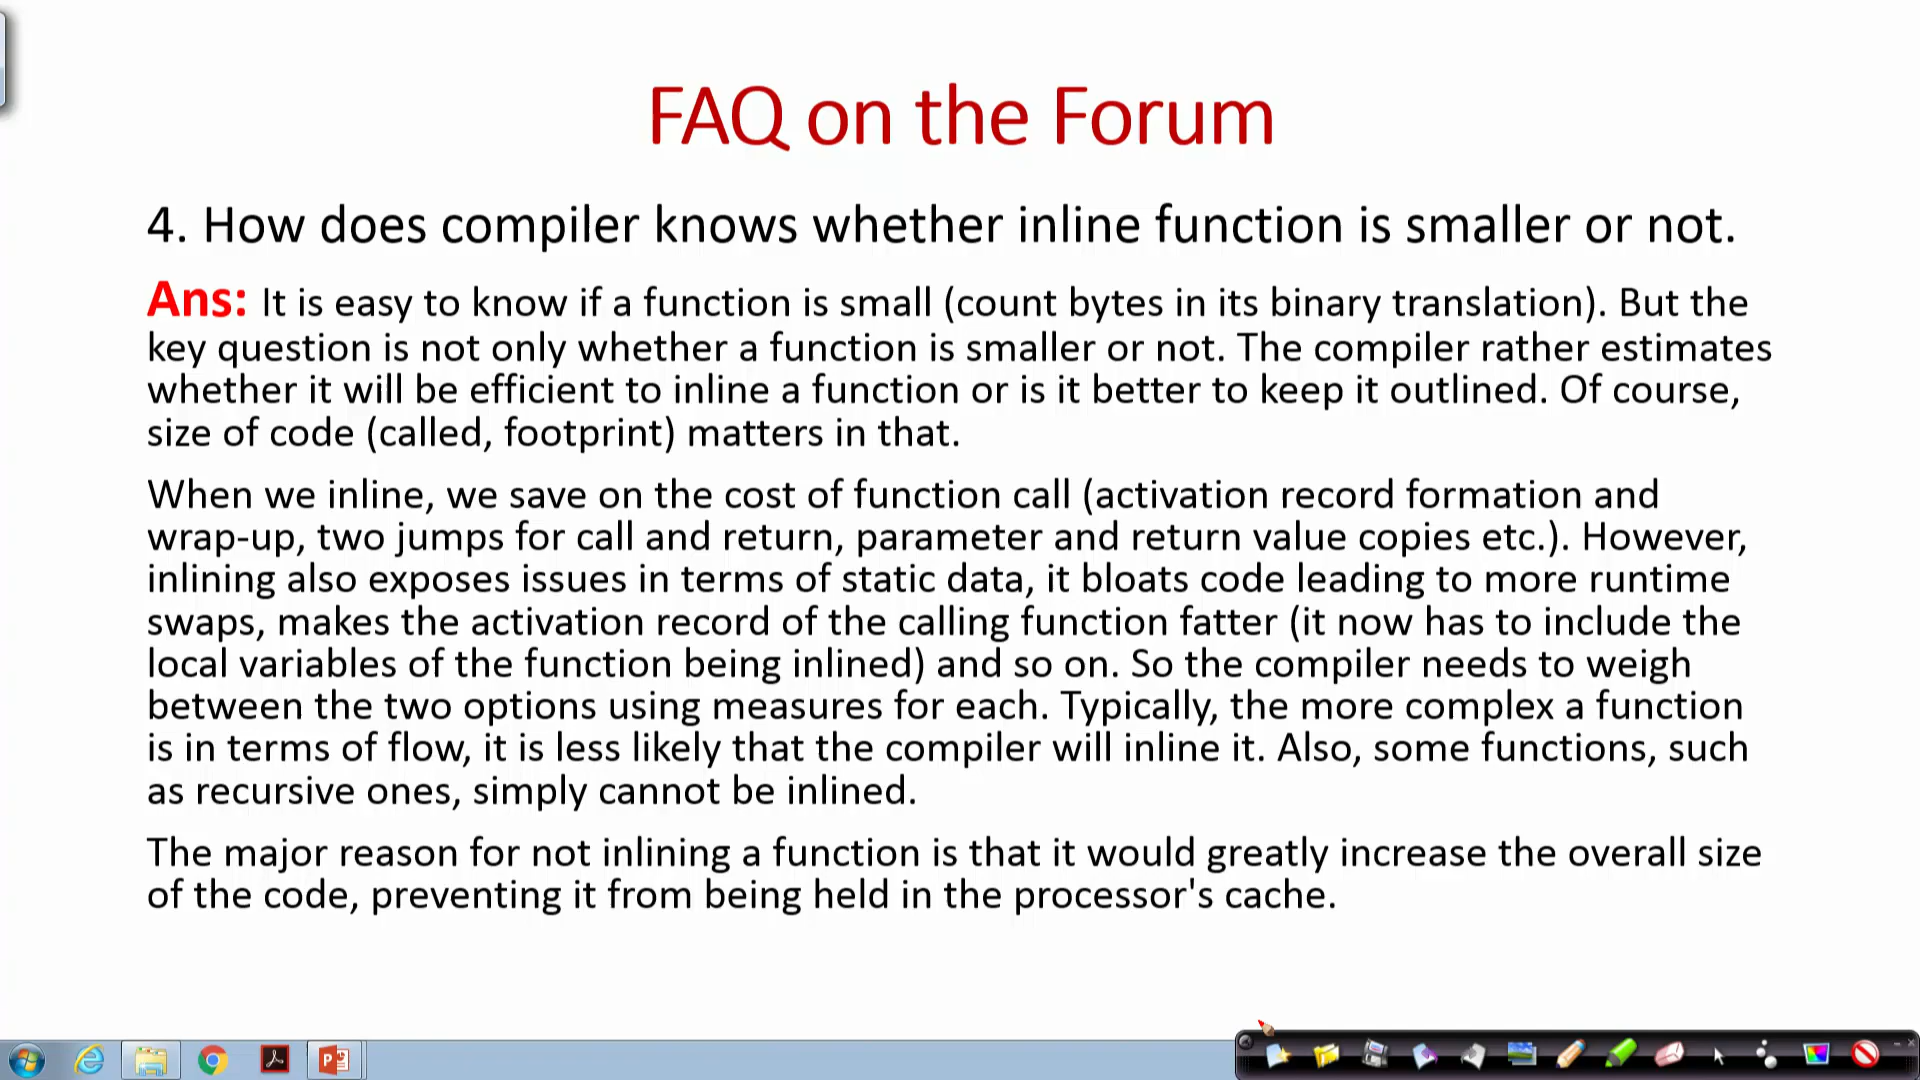 FAQ on the Forum
4. How does compiler knows whether inline function is smaller or not.
Ans: It is easy to know if a function is small (count bytes in its binary translation). But the
key question is not only whether a function is smaller or not. The compiler rather estimates
whether it will be efficient to inline a function or is it better to keep it outlined. Of course,
size of code (called, footprint) matters in that.
When we inline, we save on the cost of function call (activation record formation and
wrap-up, two jumps for call and return, parameter and return value copies etc.). However,
inlining also exposes issues in terms of static data, it bloats code leading to more runtime
swaps, makes the activation record of the calling function fatter (it now has to include the
local variables of the function being inlined) and so on. So the compiler needs to weigh
between the two options using measures for each. Typically, the more complex a function
is in terms of flow, it is less likely that the compiler will inline it. Also, some functions, such
as recursive ones, simply cannot be inlined.
The major reason for not inlining a function is that it would greatly increase the overall size
of the code, preventing it from being held in the processor's cache.